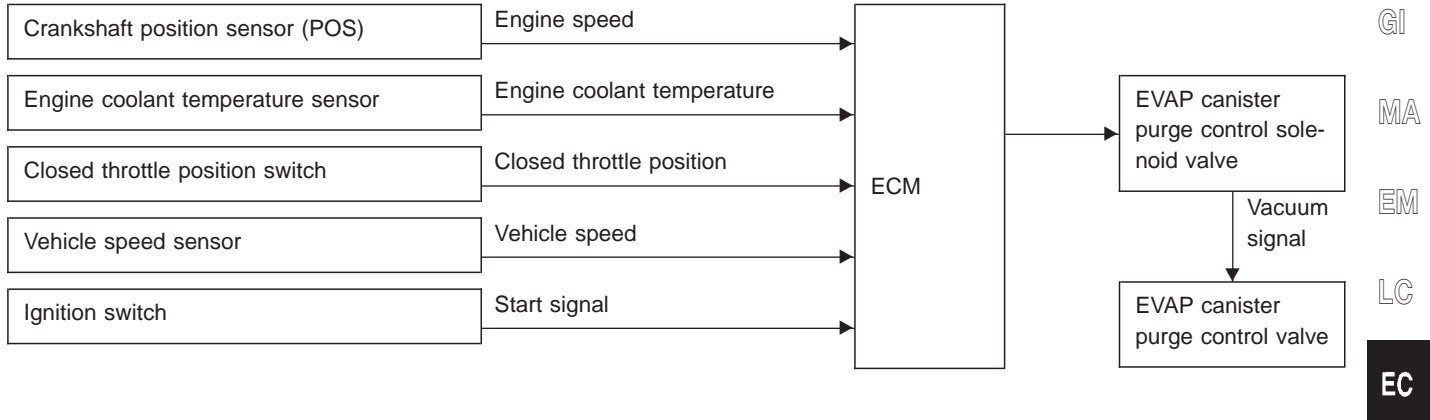 Crankshaft position sensor (POS)
Engine speed
Engine coolant temperature sensor
Engine coolant temperature
Closed throttle position switch
Closed throttle position
Vehicle speed sensor
Vehicle speed
Ignition switch
Start signal
ECM
EVAP canister
purge control sole-
noid valve
Vacuum
signal
EVAP canister
purge control valve
GI
MA
EM
LC
EC